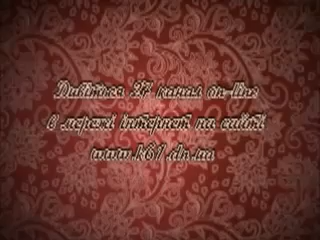 Дивіться 27 канал on-line
в мережі інтернет на сайті
www.k61.dn.ua